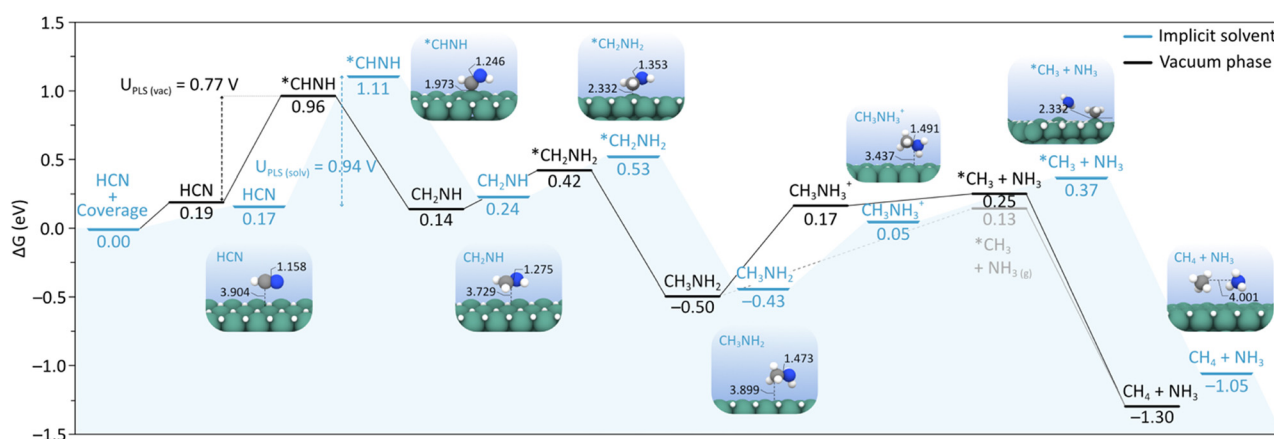 1.5
1.0
0.5
0.0
−0.5
−1.0
−1.5
ΔG (eV)
Implicit solvent
Vacuum phase
HCN
+
Coverage
0.00
HCN
0.19
HCN
0.17
U PLS (vac) = 0.77 V
*CHNH
0.96
U PLS (solv) = 0.94 V
*CHNH
1.11
CH₂NH
0.14
CH₂NH
0.24
*CH₂NH₂
0.42
*CH₂NH₂
0.53
CH₃NH₂
−0.50
CH₃NH₂
−0.43
CH₃NH₃⁺
0.17
CH₃NH₃⁺
0.05
*CH₃ + NH₃
0.25
0.13
*CH₃
+ NH₃ (g)
*CH₃ + NH₃
0.37
CH₄ + NH₃
−1.30
CH₄ + NH₃
−1.05
HCN
1.158
3.904
*CHNH
1.246
1.973
CH₂NH
1.275
3.729
*CH₂NH₂
1.353
2.332
CH₃NH₂
1.473
3.899
CH₃NH₃⁺
1.491
3.437
*CH₃ + NH₃
2.332
CH₄ + NH₃
4.001